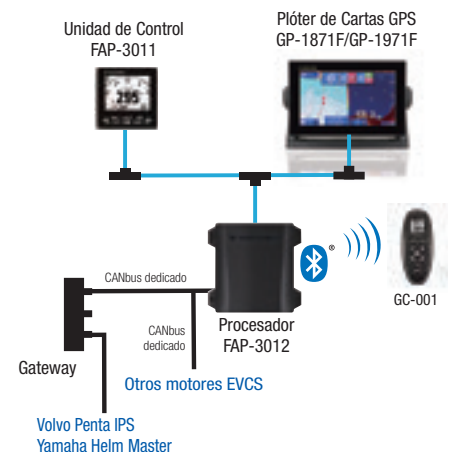 Unidad de Control
FAP-3011
Plóter de Cartas GPS
GP-1871F/GP-1971F
295
®
GC-001
CANbus dedicado
CANbus
dedicado
Procesador
FAP-3012
Gateway
Otros motores EVCS
Volvo Penta IPS
Yamaha Helm Master